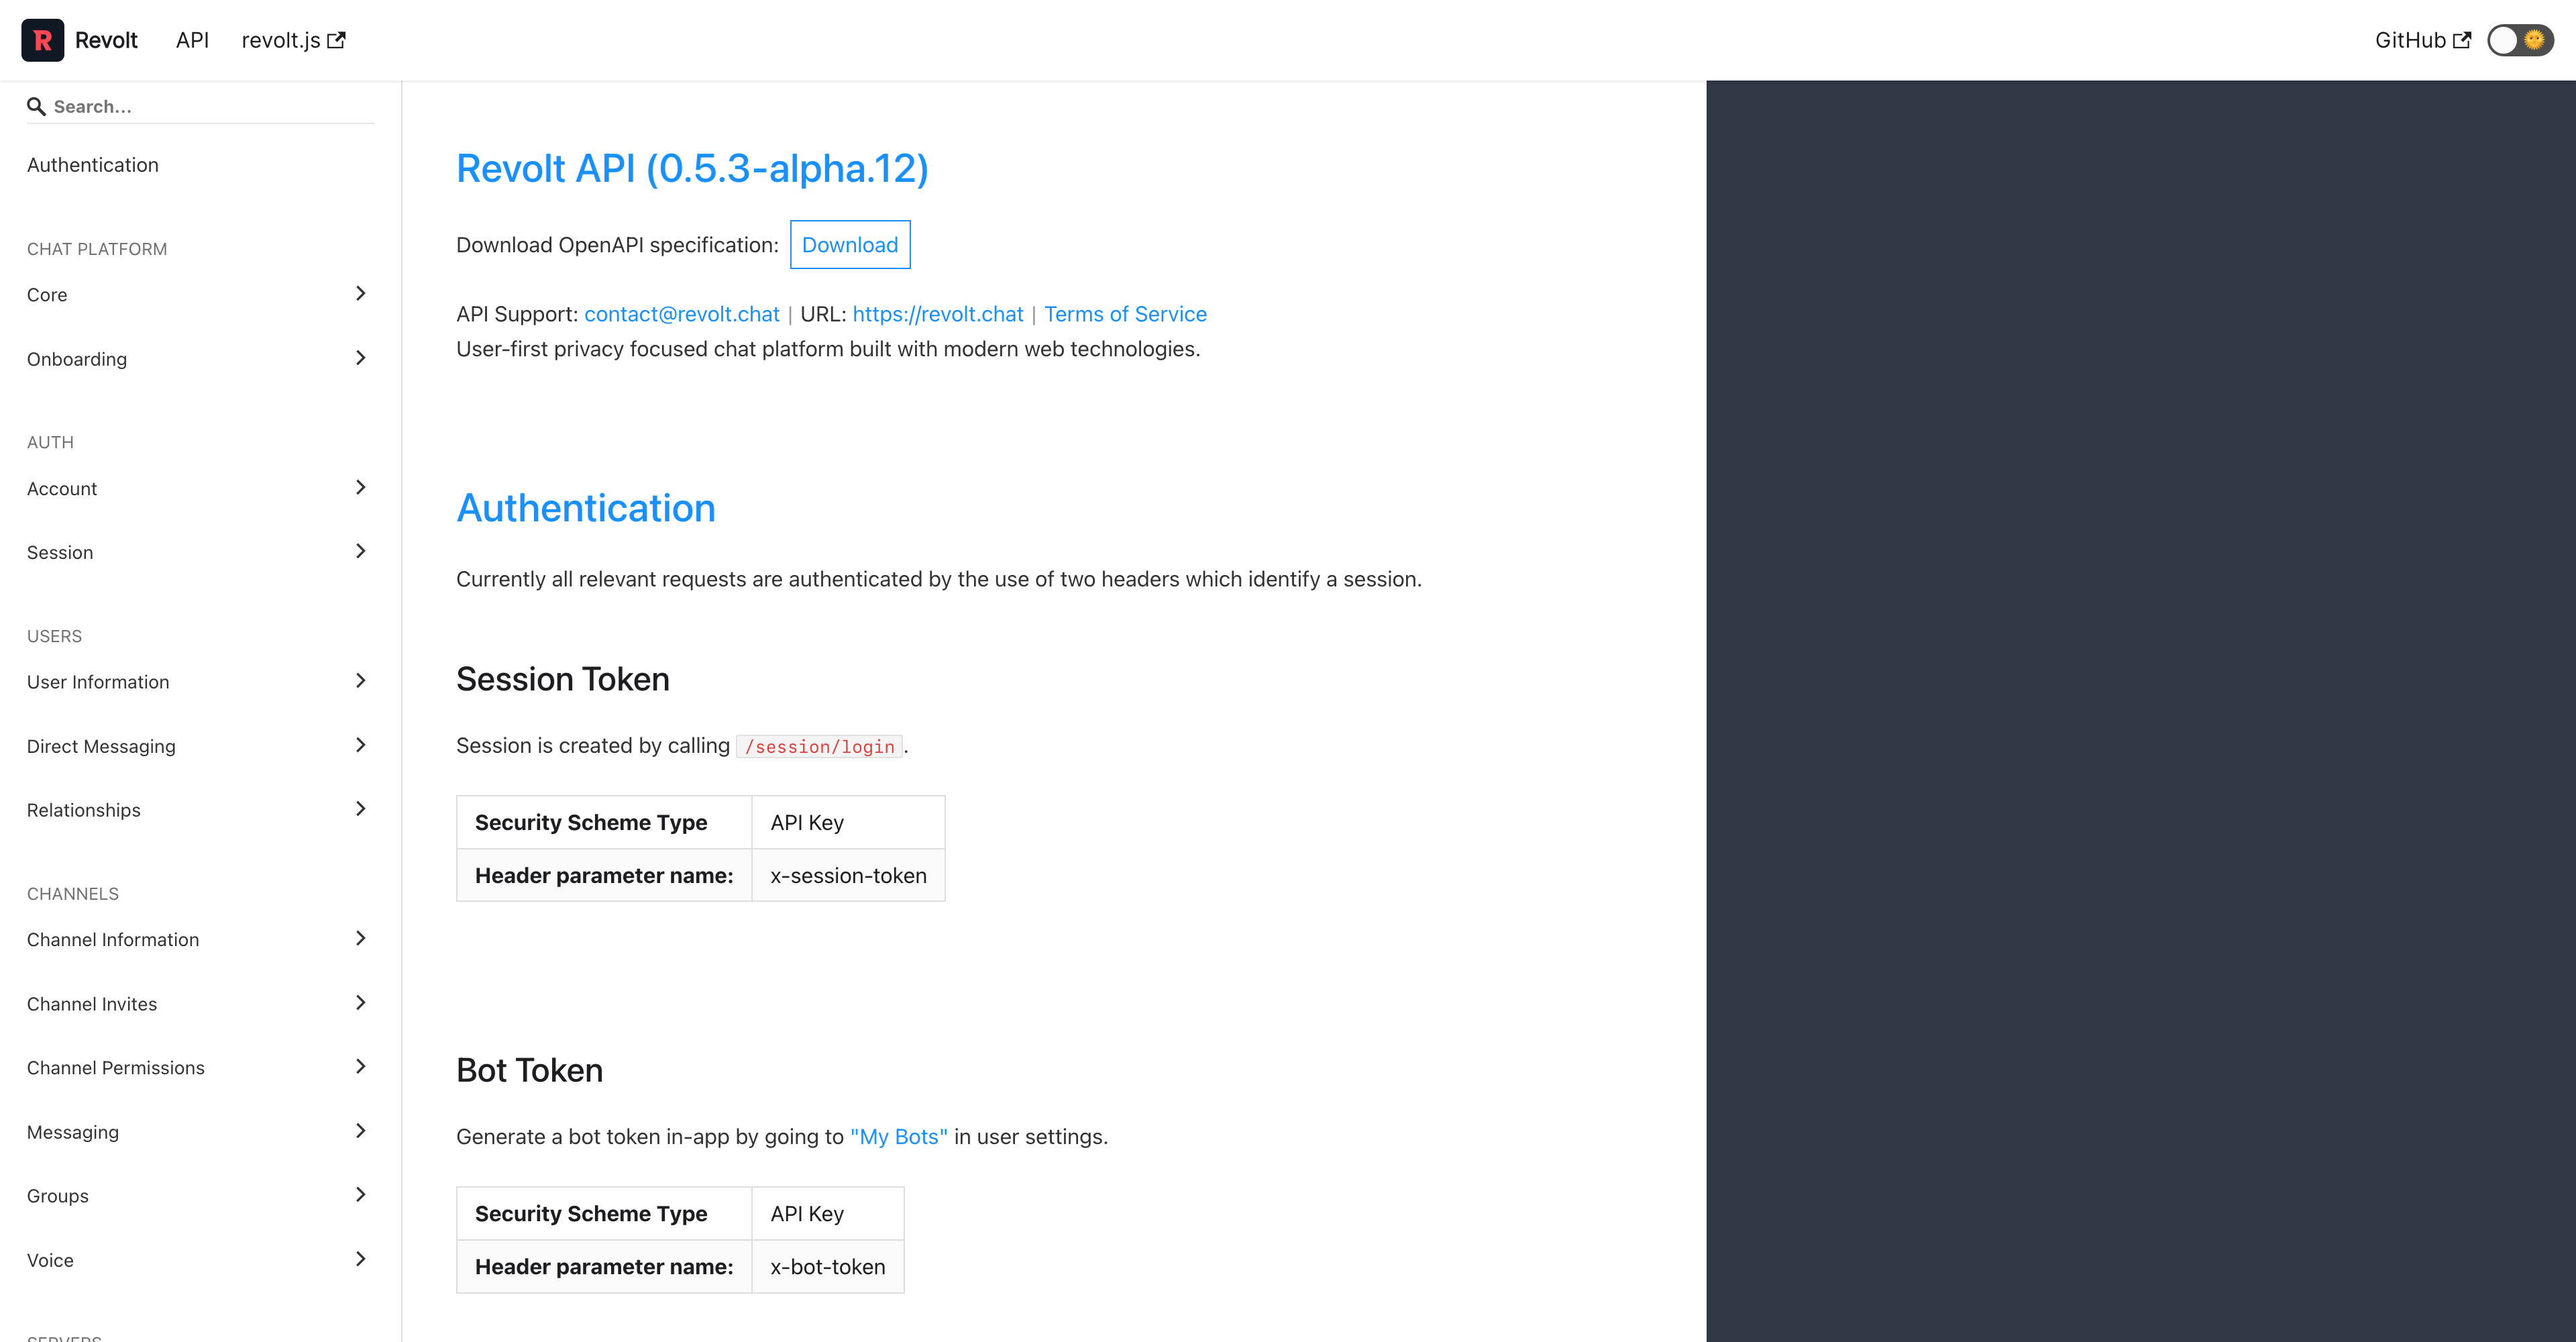 Revolt API revolt.js GitHub
Search...
Authentication
CHAT PLATFORM
Core
Onboarding
AUTH
Account
Session
USERS
User Information
Direct Messaging
Relationships
CHANNELS
Channel Information
Channel Invites
Channel Permissions
Messaging
Groups
Voice
SERVERS
Revolt API (0.5.3-alpha.12)
Download OpenAPI specification: Download
API Support: contact@revolt.chat | URL: https://revolt.chat | Terms of Service
User-first privacy focused chat platform built with modern web technologies.
Authentication
Currently all relevant requests are authenticated by the use of two headers which identify a session.
Session Token
Session is created by calling /session/login.
Security Scheme Type API Key
Header parameter name: x-session-token
Bot Token
Generate a bot token in-app by going to "My Bots" in user settings.
Security Scheme Type API Key
Header parameter name: x-bot-token